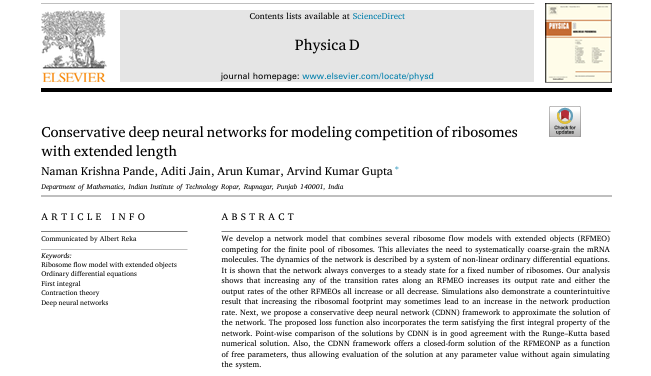 Contents lists available at ScienceDirect
Physica D
journal homepage: www.elsevier.com/locate/physd
ELSEVIER
PHYSICA
Check for
updates
Conservative deep neural networks for modeling competition of ribosomes
with extended length
Naman Krishna Pande, Aditi Jain, Arun Kumar, Arvind Kumar Gupta *
Department of Mathematics, Indian Institute of Technology Ropar, Rupnagar, Punjab 140001, India
ARTICLE INFO
Communicated by Albert Reka
Keywords:
Ribosome flow model with extended objects
Ordinary differential equations
First integral
Contraction theory
Deep neural networks
ABSTRACT
We develop a network model that combines several ribosome flow models with extended objects (RFMEO)
competing for the finite pool of ribosomes. This alleviates the need to systematically coarse-grain the mRNA
molecules. The dynamics of the network is described by a system of non-linear ordinary differential equations.
It is shown that the network always converges to a steady state for a fixed number of ribosomes. Our analysis
shows that increasing any of the transition rates along an RFMEO increases its output rate and either the
output rates of the other RFMEOs all increase or all decrease. Simulations also demonstrate a counterintuitive
result that increasing the ribosomal footprint may sometimes lead to an increase in the network production
rate. Next, we propose a conservative deep neural network (CDNN) framework to approximate the solution of
the network. The proposed loss function also incorporates the term satisfying the first integral property of the
network. Point-wise comparison of the solutions by CDNN is in good agreement with the Runge–Kutta based
numerical solution. Also, the CDNN framework offers a closed-form solution of the RFMEONP as a function
of free parameters, thus allowing evaluation of the solution at any parameter value without again simulating
the system.